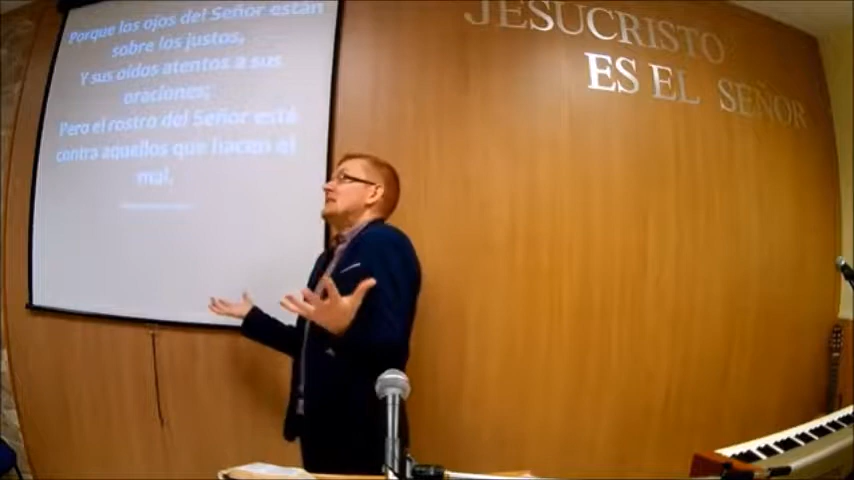 Porque los ojos del Señor están
sobre los justos,
Y sus oídos atentos a sus
oraciones;
Pero el rostro del Señor está
contra aquellos que hacen el
mal.
JESUCRISTO
ES EL SEÑOR